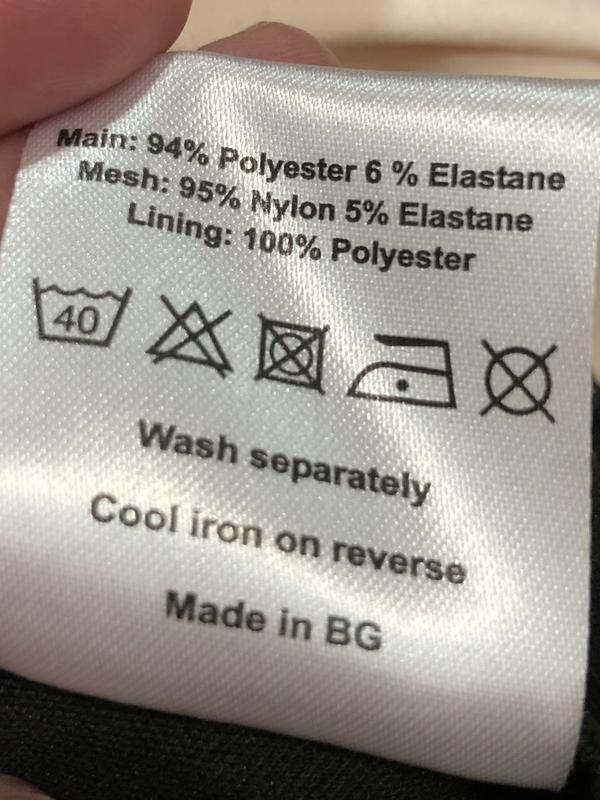 Main: 94% Polyester 6 % Elastane
Mesh: 95% Nylon 5% Elastane
Lining: 100% Polyester
40
Wash separately
Cool iron on reverse
Made in BG